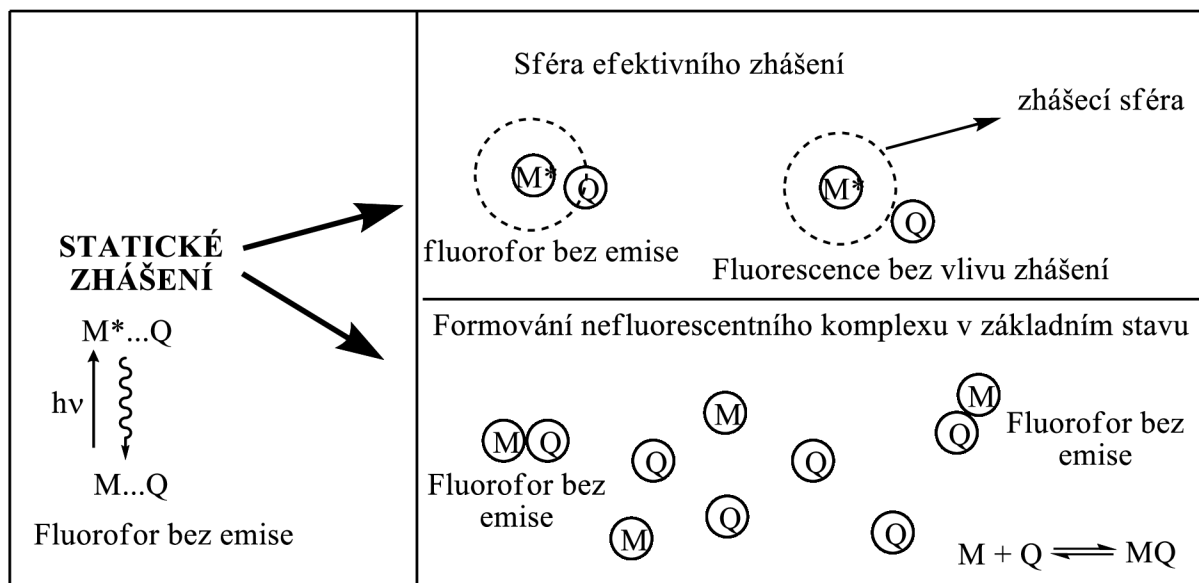 STATICKÉ
ZHÁŠENÍ
M*...Q
hν
M...Q
Fluorofor bez emise
Sféra efektivního zhášení
zhášecí sféra
M*
Q
M*
Q
fluorofor bez emise
Fluorescence bez vlivu zhášení
Formování nefluorescentního komplexu v základním stavu
M
M
Q
M
Q
Fluorofor bez
emise
Q
Q
Fluorofor bez
emise
M
Q
Q
M + Q ⇌ MQ